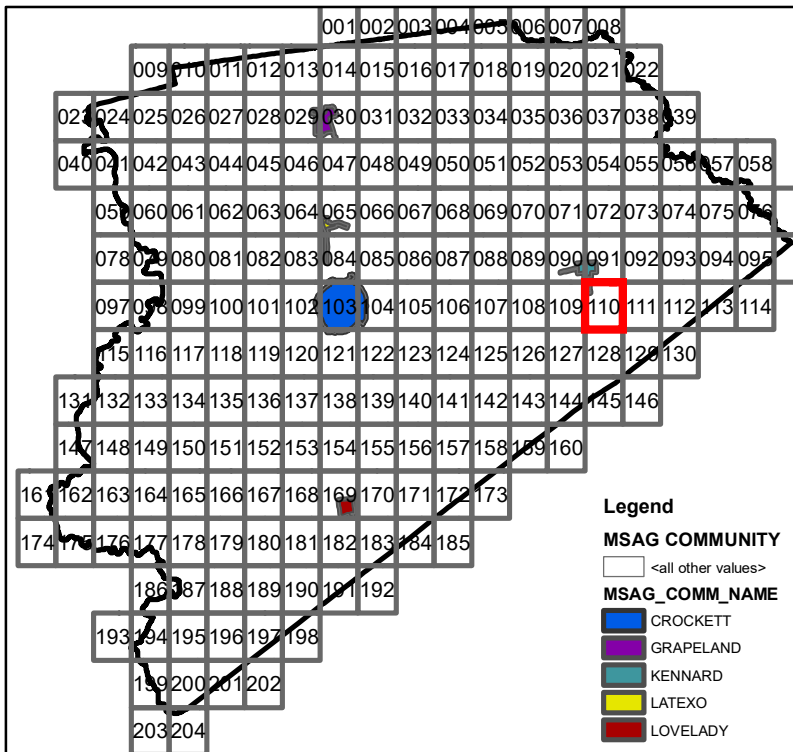 001 002 003 004 005 006 007 008
009 010 011 012 013 014 015 016 017 018 019 020 021 022
023 024 025 026 027 028 029 030 031 032 033 034 035 036 037 038 039
040 041 042 043 044 045 046 047 048 049 050 051 052 053 054 055 056 057 058
059 060 061 062 063 064 065 066 067 068 069 070 071 072 073 074 075 076
078 079 080 081 082 083 084 085 086 087 088 089 090 091 092 093 094 095
097 098 099 100 101 102 103 104 105 106 107 108 109 110 111 112 113 114
115 116 117 118 119 120 121 122 123 124 125 126 127 128 129 130
131 132 133 134 135 136 137 138 139 140 141 142 143 144 145 146
147 148 149 150 151 152 153 154 155 156 157 158 159 160
161 162 163 164 165 166 167 168 169 170 171 172 173
174 175 176 177 178 179 180 181 182 183 184 185
186 187 188 189 190 191 192
193 194 195 196 197 198
199 200 201 202
203 204
Legend
MSAG COMMUNITY
<all other values>
MSAG_COMM_NAME
CROCKETT
GRAPELAND
KENNARD
LATEXO
LOVELADY